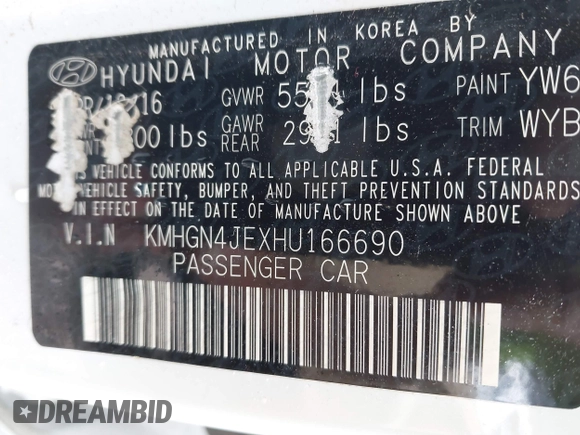 MANUFACTURED IN KOREA BY
HYUNDAI MOTOR COMPANY
GVWR lbs PAINT YW6
lbs GAWR REAR lbs TRIM WYB
VEHICLE CONFORMS TO ALL APPLICABLE U.S.A. FEDERAL
VEHICLE SAFETY, BUMPER, AND THEFT PREVENTION STANDARDS
IN EFFECT ON THE DATE OF MANUFACTURE SHOWN ABOVE
V.I.N KMHGN4JEXHU166690
PASSENGER CAR
DREAMBID